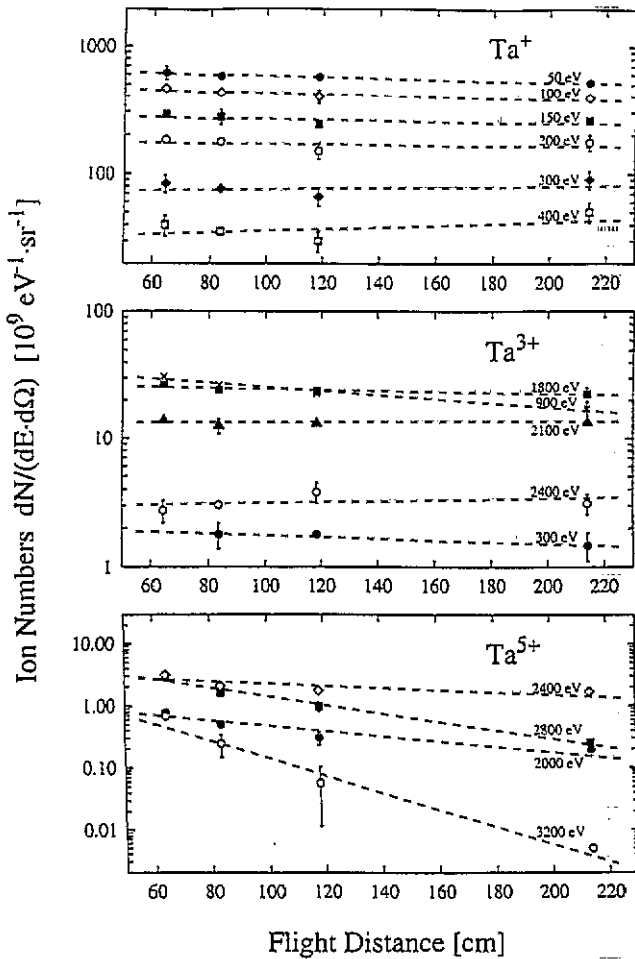 Ta⁺
1000
100
50 eV
100 eV
150 eV
200 eV
300 eV
400 eV
60 80 100 120 140 160 180 200 220
Ion Numbers dN/(dE·dΩ) [10⁹ eV⁻¹·sr⁻¹]
Ta³⁺
100
10
1
1800 eV
900 eV
2100 eV
2400 eV
300 eV
60 80 100 120 140 160 180 200 220
Ta⁵⁺
10.00
1.00
0.10
0.01
2400 eV
2800 eV
2000 eV
3200 eV
60 80 100 120 140 160 180 200 220
Flight Distance [cm]